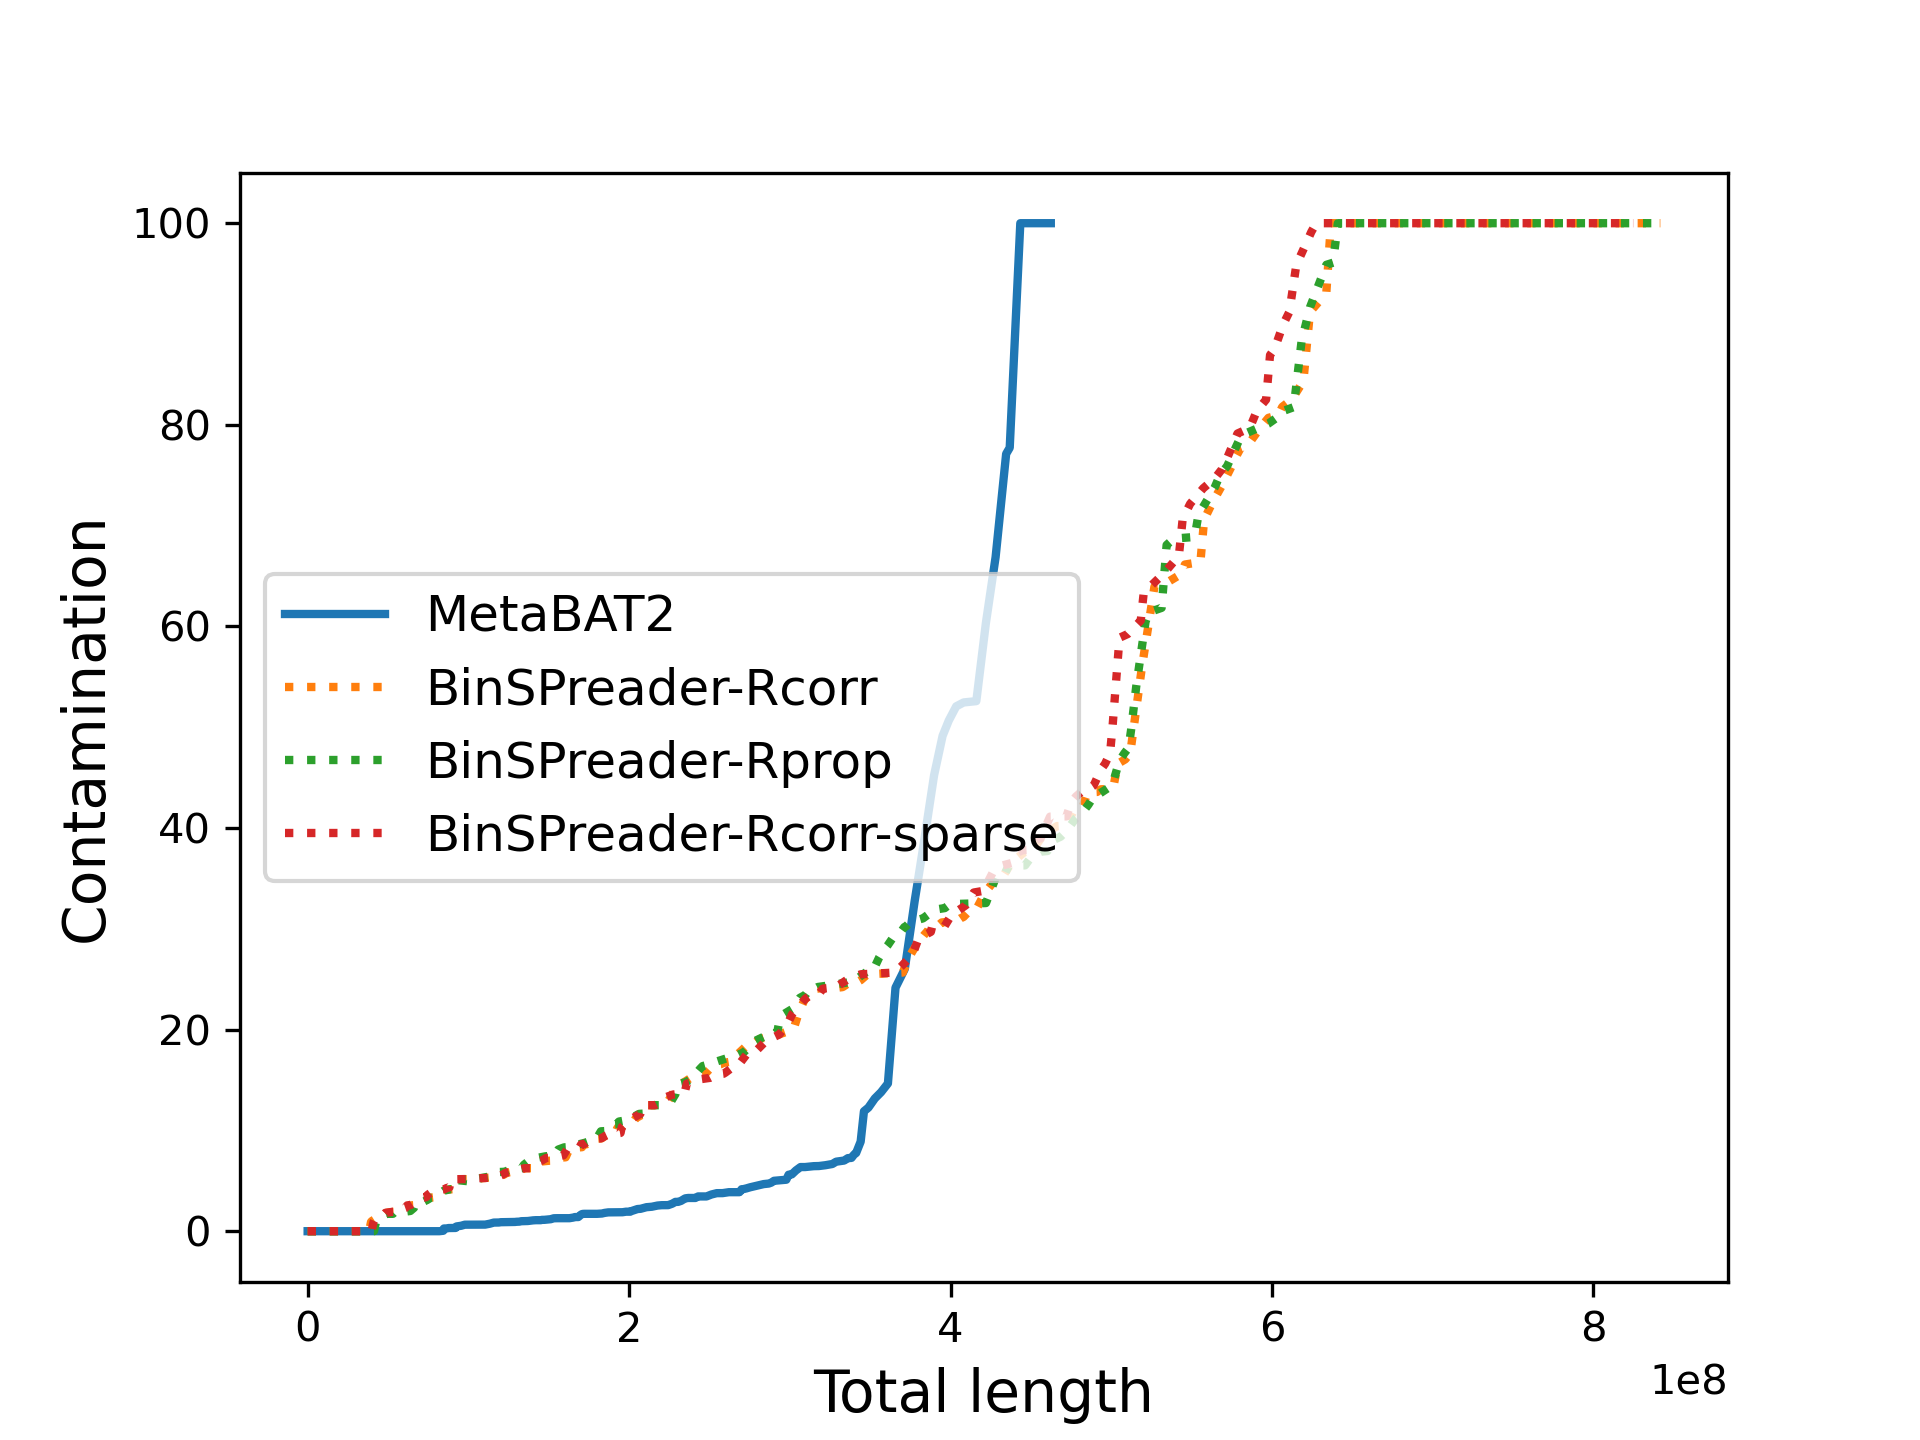 100
80
60
40
20
0
Contamination
MetaBAT2
BinSPreader-Rcorr
BinSPreader-Rprop
BinSPreader-Rcorr-sparse
0 2 4 6 8
1e8
Total length